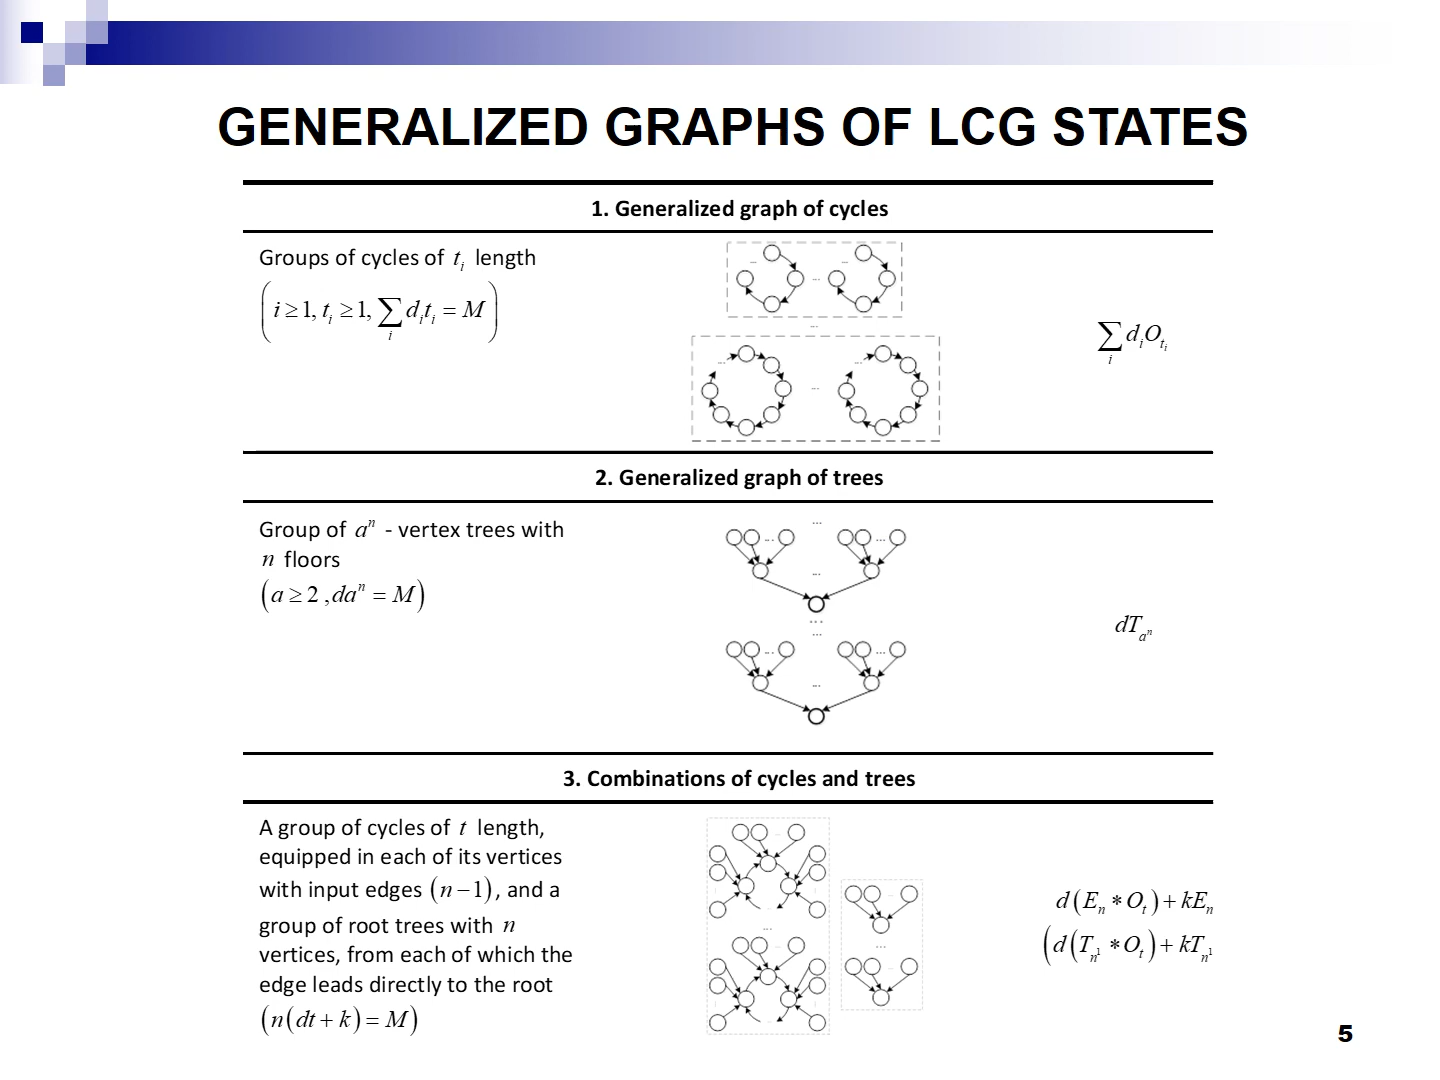 GENERALIZED GRAPHS OF LCG STATES
1. Generalized graph of cycles
Groups of cycles of t_i length
(i ≥ 1, t_i ≥ 1, ∑_i d_i t_i = M)
...
...
...
...
...
...
...
∑_i d_i O_{t_i}
2. Generalized graph of trees
Group of a^n - vertex trees with
n floors
(a ≥ 2 , da^n = M)
...
... ...
...
...
...
... ...
...
dT_{a^n}
3. Combinations of cycles and trees
A group of cycles of t length,
equipped in each of its vertices
with input edges (n − 1), and a
group of root trees with n
vertices, from each of which the
edge leads directly to the root
(n(dt + k) = M)
...
...
d(E_n * O_t) + kE_n
(d(T_{n^1} * O_t) + kT_{n^1}
5